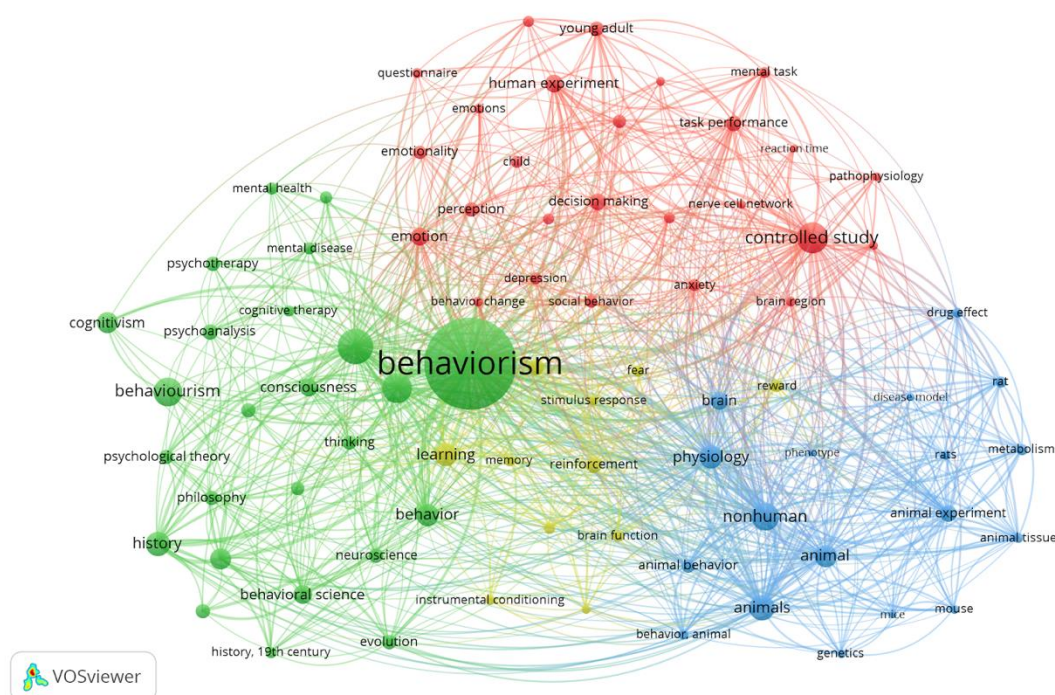 young adult
questionnaire
human experiment
mental task
emotions
task performance
emotionality
child
reaction time
pathophysiology
mental health
perception
decision making
nerve cell network
emotion
controlled study
mental disease
psychotherapy
depression
anxiety
behavior change
social behavior
brain region
cognitive therapy
drug effect
cognitivism
psychoanalysis
behaviorism
fear
rat
behaviourism
consciousness
stimulus response
reward
brain
disease model
thinking
learning
memory
reinforcement
physiology
phenotype
rats
metabolism
psychological theory
philosophy
behavior
nonhuman
animal experiment
history
neuroscience
brain function
animal
animal tissue
animal behavior
behavioral science
instrumental conditioning
animals
mice
mouse
evolution
behavior, animal
history, 19th century
genetics
VOSviewer